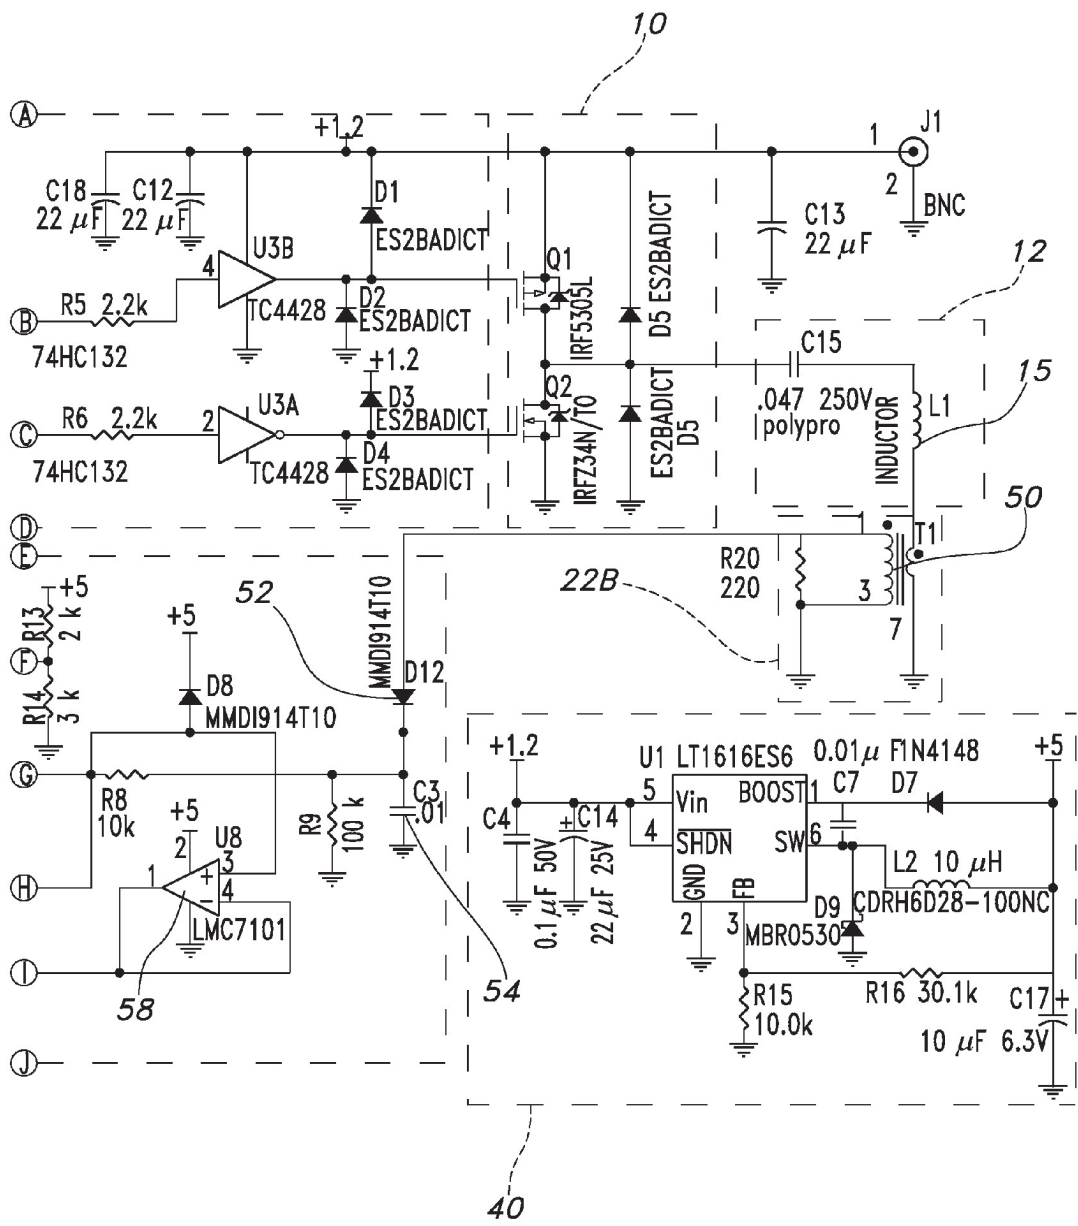 10
A
+1.2
1
J1
2
BNC
C18
22 μF
C12
22 μF
D1
ES2BADICT
C13
22 μF
12
U3B
4
TC4428
B
R5 2.2k
74HC132
D2
ES2BADICT
Q1
IRF5305L
D5 ES2BADICT
+1.2
C15
.047 250V
polypro
INDUCTOR
L1
15
C
R6 2.2k
74HC132
2
U3A
TC4428
D3
ES2BADICT
D4
ES2BADICT
Q2
IRFZ34N/TO
ES2BADICT
D5
D
E
50
1
T1
R20
220
3
7
22B
52
MMDI914T10
D12
+5
R13
2 k
F
R14
3 k
+5
D8
MMDI914T10
G
R8
10k
R9
100 k
C3
.01
+5
2
U8
1
3
4
+
−
LMC7101
H
I
58
54
J
+1.2
U1 LT1616ES6
0.01μ F1N4148
C7
D7
+5
5
Vin
BOOST
1
4
SHDN
SW
6
GND
FB
2
3
C4
0.1 μF 50V
+
C14
22 μF 25V
L2 10 μH
CDRH6D28-100NC
D9
MBR0530
R15
10.0k
R16 30.1k
C17
+
10 μF 6.3V
40